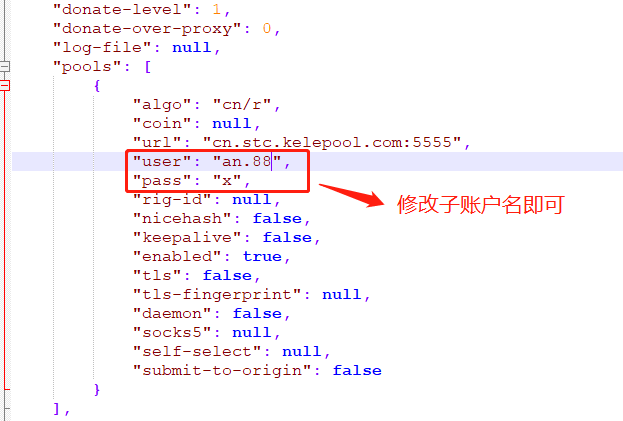 "donate-level": 1,
"donate-over-proxy": 0,
"log-file": null,
"pools": [
{
"algo": "cn/r",
"coin": null,
"url": "cn.stc.kelepool.com:5555",
"user": "an.88",
"pass": "x",
修改子账户名即可
"rig-id": null,
"nicehash": false,
"keepalive": false,
"enabled": true,
"tls": false,
"tls-fingerprint": null,
"daemon": false,
"socks5": null,
"self-select": null,
"submit-to-origin": false
}
],